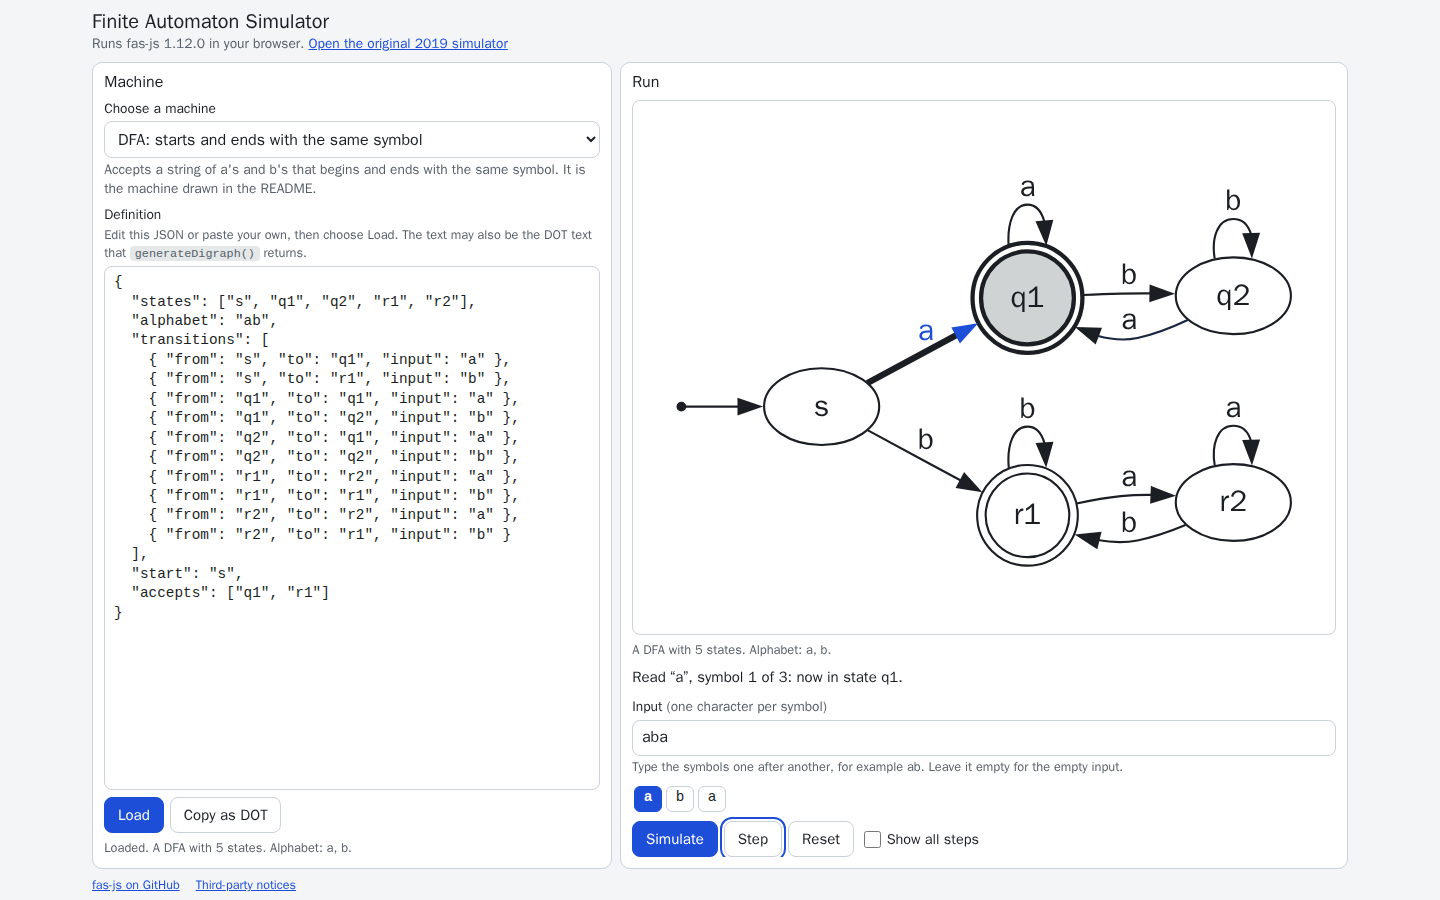 Finite Automaton Simulator
Runs fas-js 1.12.0 in your browser. Open the original 2019 simulator
Machine
Choose a machine
DFA: starts and ends with the same symbol
Accepts a string of a's and b's that begins and ends with the same symbol. It is
the machine drawn in the README.
Definition
Edit this JSON or paste your own, then choose Load. The text may also be the DOT text
that generateDigraph() returns.
{
  "states": ["s", "q1", "q2", "r1", "r2"],
  "alphabet": "ab",
  "transitions": [
    { "from": "s", "to": "q1", "input": "a" },
    { "from": "s", "to": "r1", "input": "b" },
    { "from": "q1", "to": "q1", "input": "a" },
    { "from": "q1", "to": "q2", "input": "b" },
    { "from": "q2", "to": "q1", "input": "a" },
    { "from": "q2", "to": "q2", "input": "b" },
    { "from": "r1", "to": "r2", "input": "a" },
    { "from": "r1", "to": "r1", "input": "b" },
    { "from": "r2", "to": "r2", "input": "a" },
    { "from": "r2", "to": "r1", "input": "b" }
  ],
  "start": "s",
  "accepts": ["q1", "r1"]
}
Load Copy as DOT
Loaded. A DFA with 5 states. Alphabet: a, b.
Run
a
b
q1
b
q2
a
a
s
b
b
a
r1
a
r2
b
A DFA with 5 states. Alphabet: a, b.
Read “a”, symbol 1 of 3: now in state q1.
Input (one character per symbol)
aba
Type the symbols one after another, for example ab. Leave it empty for the empty input.
a b a
Simulate Step Reset Show all steps
fas-js on GitHub Third-party notices